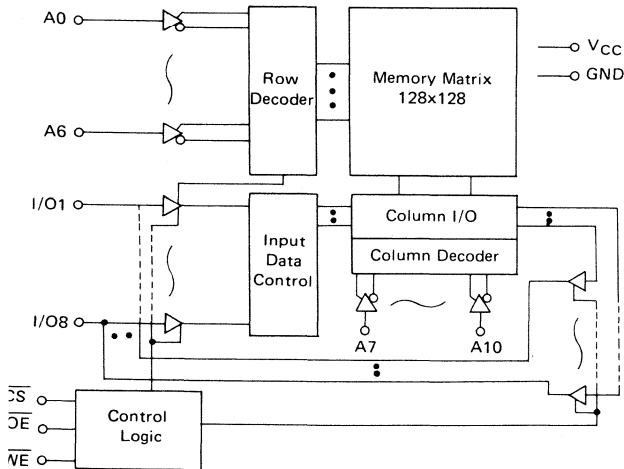 A0
Row
Decoder
Memory Matrix
128x128
VCC
GND
A6
I/O1
Input
Data
Control
Column I/O
Column Decoder
I/O8
A7
A10
CS
OE
WE
Control
Logic